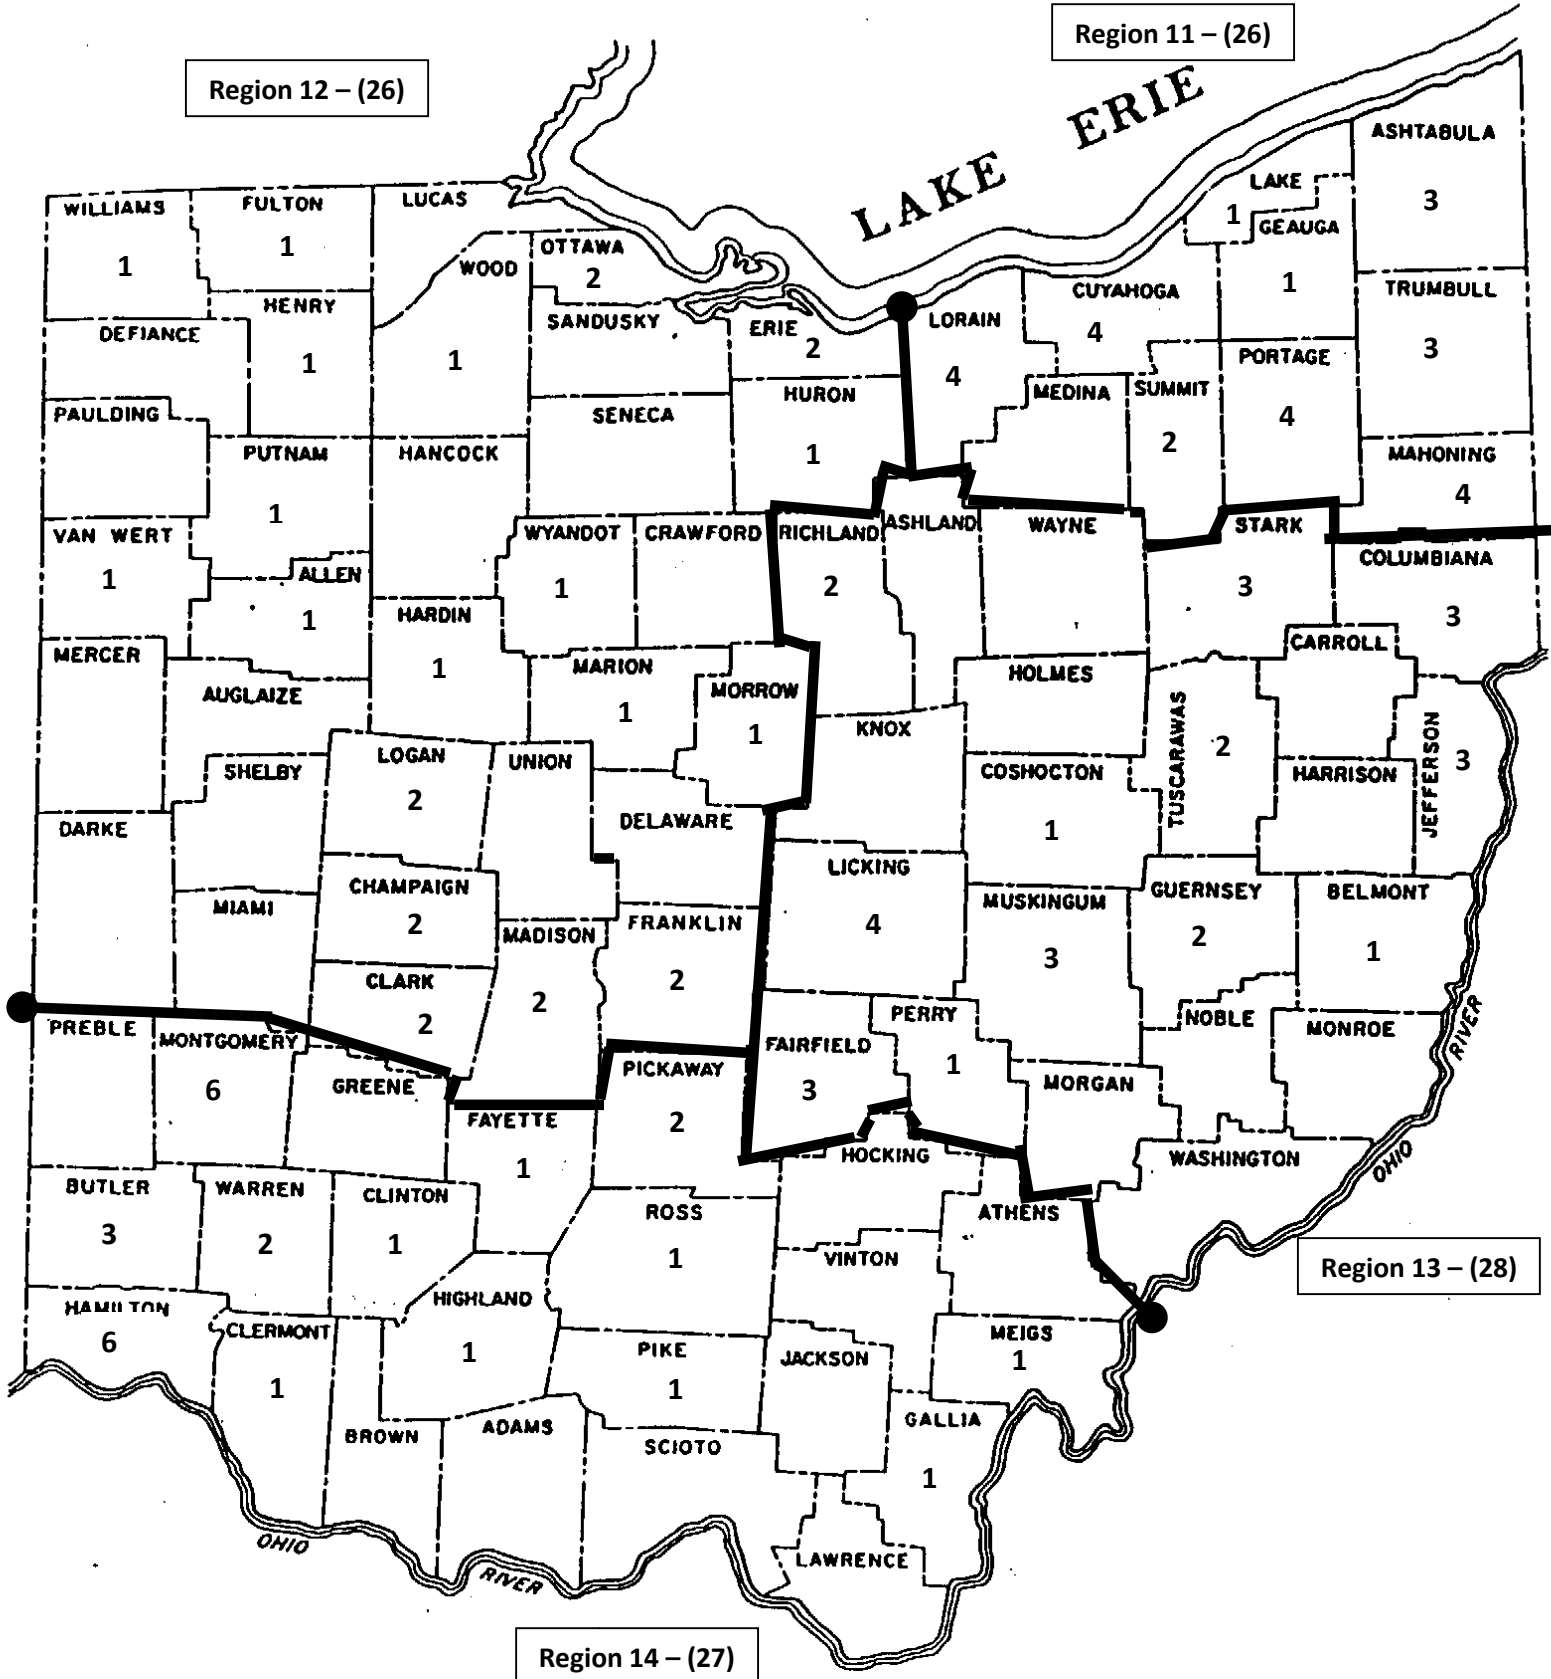 Region 11 – (26)
Region 12 – (26)
LAKE ERIE
ASHTABULA
3
LAKE
1
GEAUGA
1
WILLIAMS
1
FULTON
1
LUCAS
WOOD
1
OTTAWA
2
SANDUSKY
ERIE
2
LORAIN
4
CUYAHOGA
4
TRUMBULL
3
DEFIANCE
HENRY
1
HURON
1
MEDINA
SUMMIT
2
PORTAGE
4
PAULDING
PUTNAM
1
HANCOCK
SENECA
MAHONING
4
VAN WERT
1
ALLEN
1
HARDIN
1
WYANDOT
1
CRAWFORD
RICHLAND
2
ASHLAND
WAYNE
STARK
3
COLUMBIANA
3
MERCER
AUGLAIZE
MARION
1
MORROW
1
HOLMES
CARROLL
SHELBY
LOGAN
2
UNION
KNOX
COSHOCTON
1
TUSCARAWAS
2
HARRISON
JEFFERSON
3
DARKE
DELAWARE
MIAMI
CHAMPAIGN
2
LICKING
4
MUSKINGUM
3
GUERNSEY
2
BELMONT
1
CLARK
2
MADISON
2
FRANKLIN
2
PREBLE
MONTGOMERY
6
GREENE
FAYETTE
1
PICKAWAY
2
FAIRFIELD
3
PERRY
1
MORGAN
NOBLE
MONROE
OHIO RIVER
BUTLER
3
WARREN
2
CLINTON
1
ROSS
1
HOCKING
ATHENS
WASHINGTON
VINTON
Region 13 – (28)
HAMILTON
6
CLERMONT
1
HIGHLAND
1
PIKE
1
JACKSON
MEIGS
1
BROWN
ADAMS
SCIOTO
GALLIA
1
LAWRENCE
OHIO RIVER
Region 14 – (27)